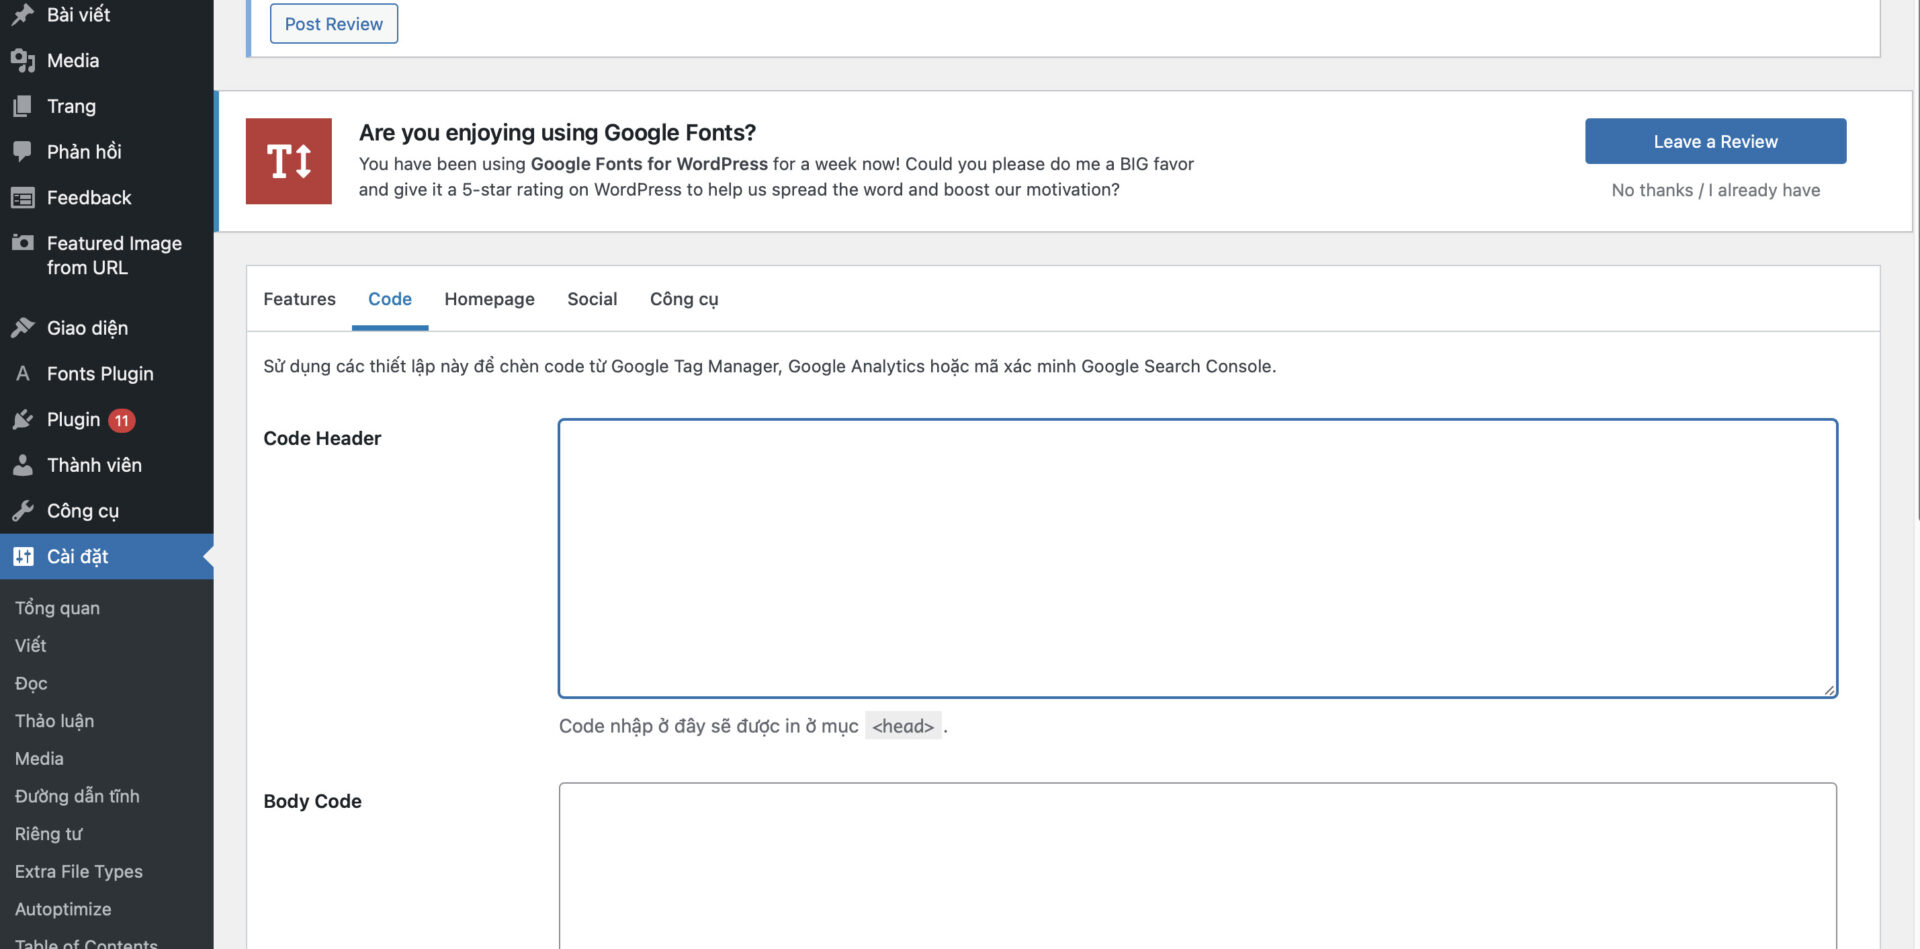 Bài viết
Media
Trang
Phản hồi
Feedback
Featured Image
from URL
Giao diện
Fonts Plugin
Plugin 11
Thành viên
Công cụ
Cài đặt
Tổng quan
Viết
Đọc
Thảo luận
Media
Đường dẫn tĩnh
Riêng tư
Extra File Types
Autoptimize
Table of Contents
Post Review
Are you enjoying using Google Fonts?
You have been using Google Fonts for WordPress for a week now! Could you please do me a BIG favor
and give it a 5-star rating on WordPress to help us spread the word and boost our motivation?
Leave a Review
No thanks / I already have
Features Code Homepage Social Công cụ
Sử dụng các thiết lập này để chèn code từ Google Tag Manager, Google Analytics hoặc mã xác minh Google Search Console.
Code Header
Code nhập ở đây sẽ được in ở mục <head> .
Body Code